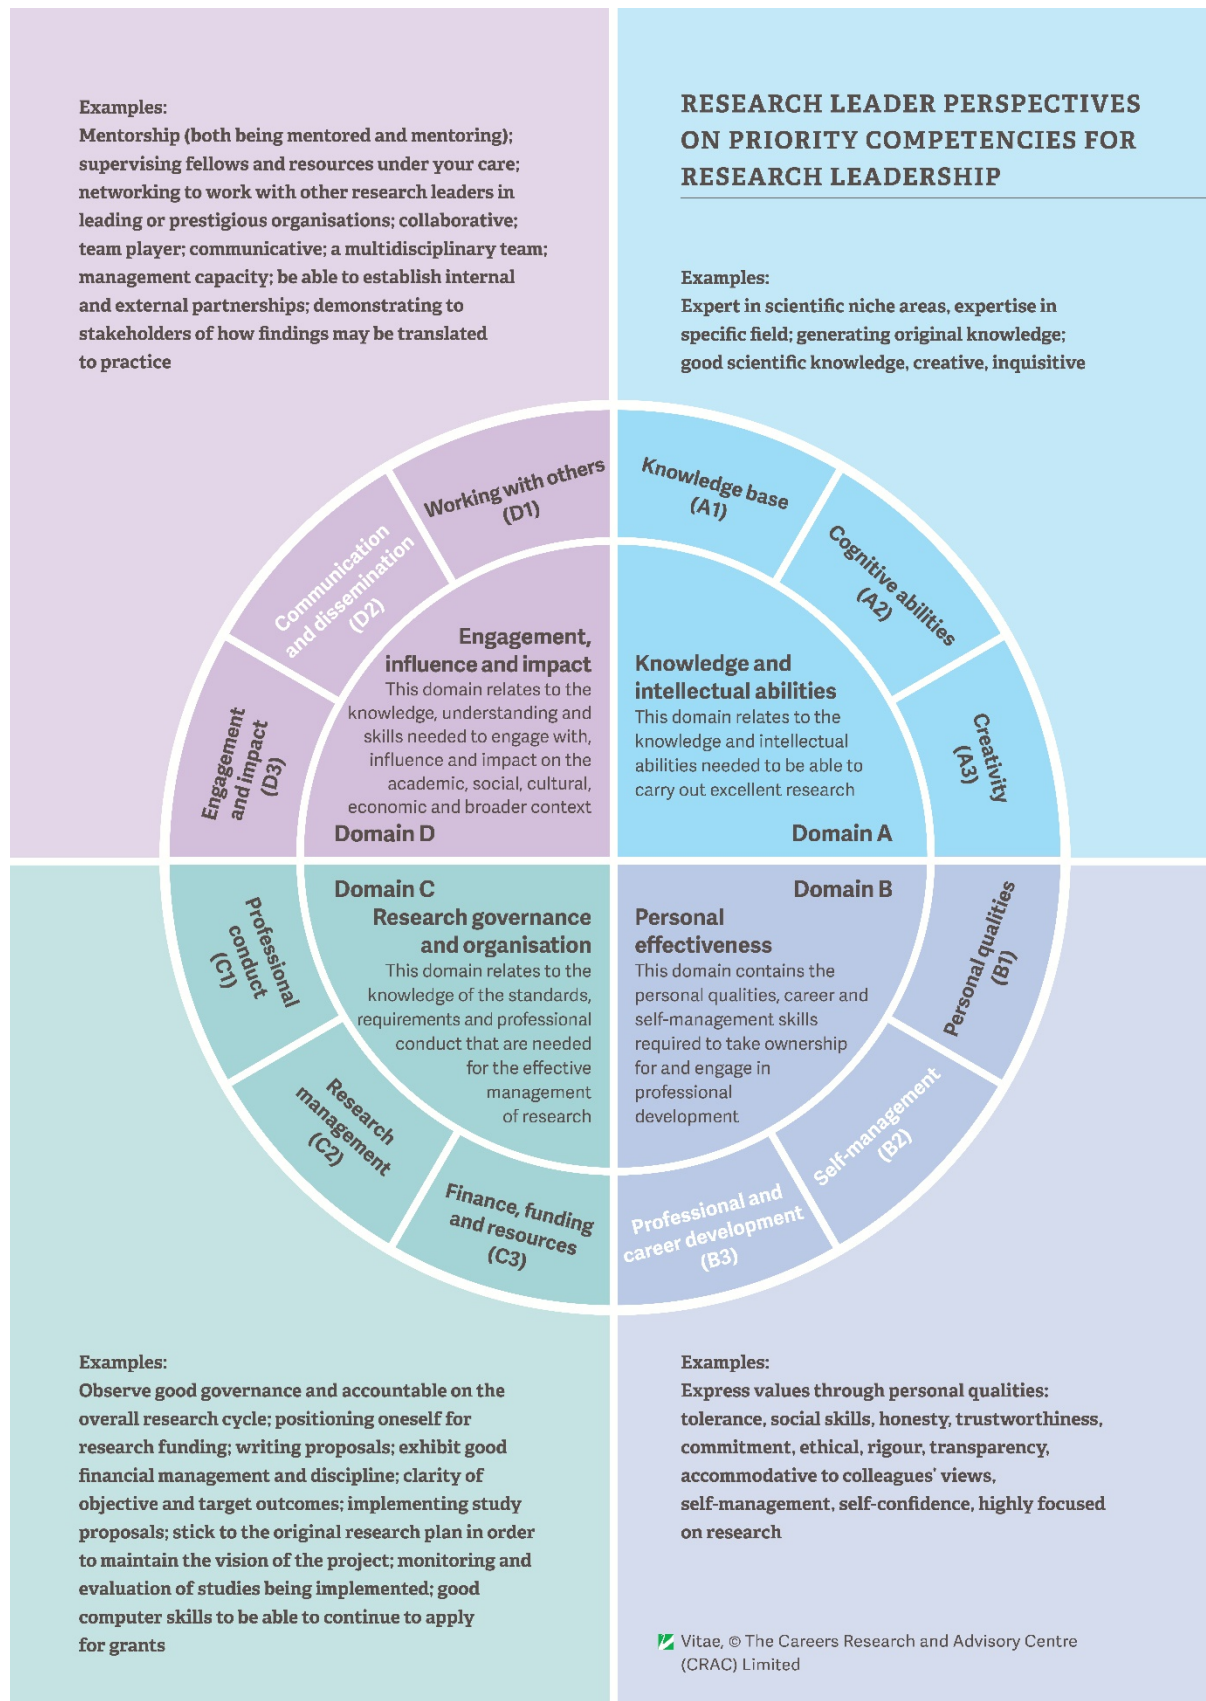 RESEARCH LEADER PERSPECTIVES
ON PRIORITY COMPETENCIES FOR
RESEARCH LEADERSHIP
Examples:
Mentorship (both being mentored and mentoring);
supervising fellows and resources under your care;
networking to work with other research leaders in
leading or prestigious organisations; collaborative;
team player; communicative; a multidisciplinary team;
management capacity; be able to establish internal
and external partnerships; demonstrating to
stakeholders of how findings may be translated
to practice
Examples:
Expert in scientific niche areas, expertise in
specific field; generating original knowledge;
good scientific knowledge, creative, inquisitive
Working with others
(D1)
Communication
and dissemination
(D2)
Engagement
and impact
(D3)
Engagement,
influence and impact
This domain relates to the
knowledge, understanding and
skills needed to engage with,
influence and impact on the
academic, social, cultural,
economic and broader context
Domain D
Knowledge base
(A1)
Cognitive abilities
(A2)
Creativity
(A3)
Knowledge and
intellectual abilities
This domain relates to the
knowledge and intellectual
abilities needed to be able to
carry out excellent research
Domain A
Domain C
Research governance
and organisation
This domain relates to the
knowledge of the standards,
requirements and professional
conduct that are needed
for the effective
management
of research
Professional
conduct
(C1)
Research
management
(C2)
Finance, funding
and resources
(C3)
Domain B
Personal
effectiveness
This domain contains the
personal qualities, career and
self-management skills
required to take ownership
for and engage in
professional
development
Personal qualities
(B1)
Self-management
(B2)
Professional and
career development
(B3)
Examples:
Observe good governance and accountable on the
overall research cycle; positioning oneself for
research funding; writing proposals; exhibit good
financial management and discipline; clarity of
objective and target outcomes; implementing study
proposals; stick to the original research plan in order
to maintain the vision of the project; monitoring and
evaluation of studies being implemented; good
computer skills to be able to continue to apply
for grants
Examples:
Express values through personal qualities:
tolerance, social skills, honesty, trustworthiness,
commitment, ethical, rigour, transparency,
accommodative to colleagues' views,
self-management, self-confidence, highly focused
on research
Vitae, © The Careers Research and Advisory Centre
(CRAC) Limited